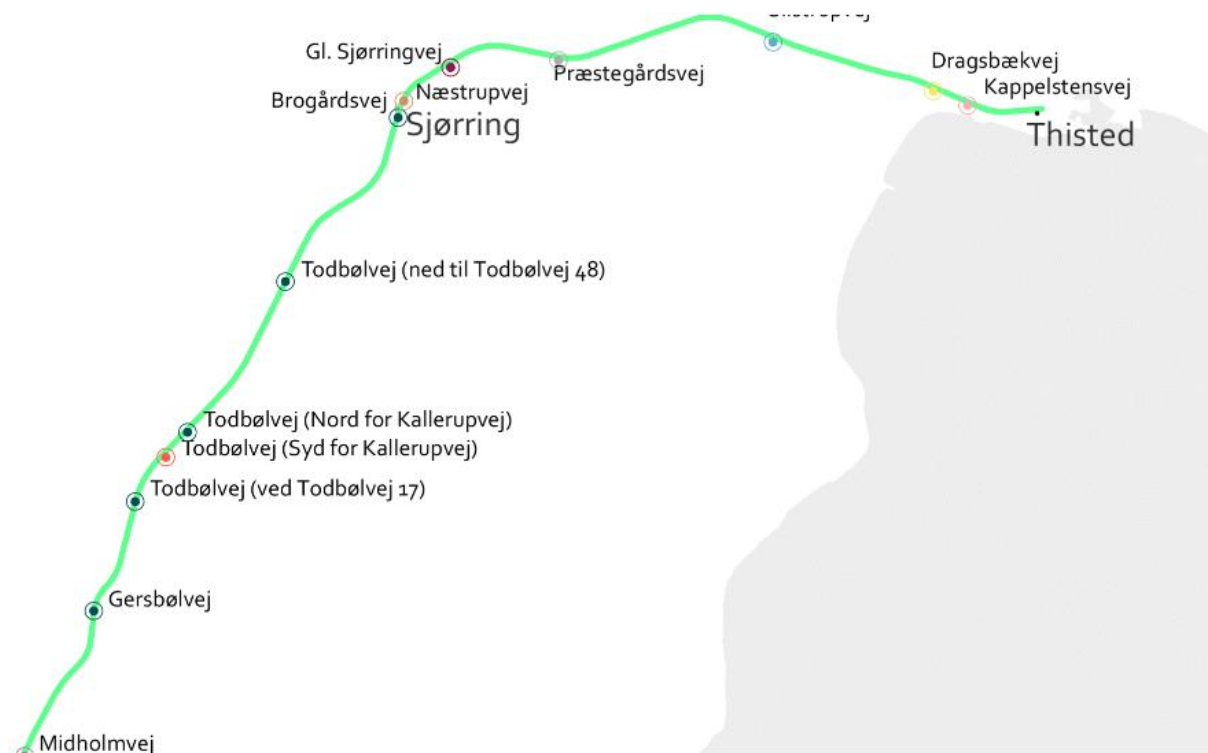 Gl. Sjørringvej
Præstegårdsvej
Dragsbækvej
Kappelstensvej
Brogårdsvej
Næstrupvej
Sjørring
Thisted
Todbølvej (ned til Todbølvej 48)
Todbølvej (Nord for Kallerupvej)
Todbølvej (Syd for Kallerupvej)
Todbølvej (ved Todbølvej 17)
Gersbølvej
Midholmvej